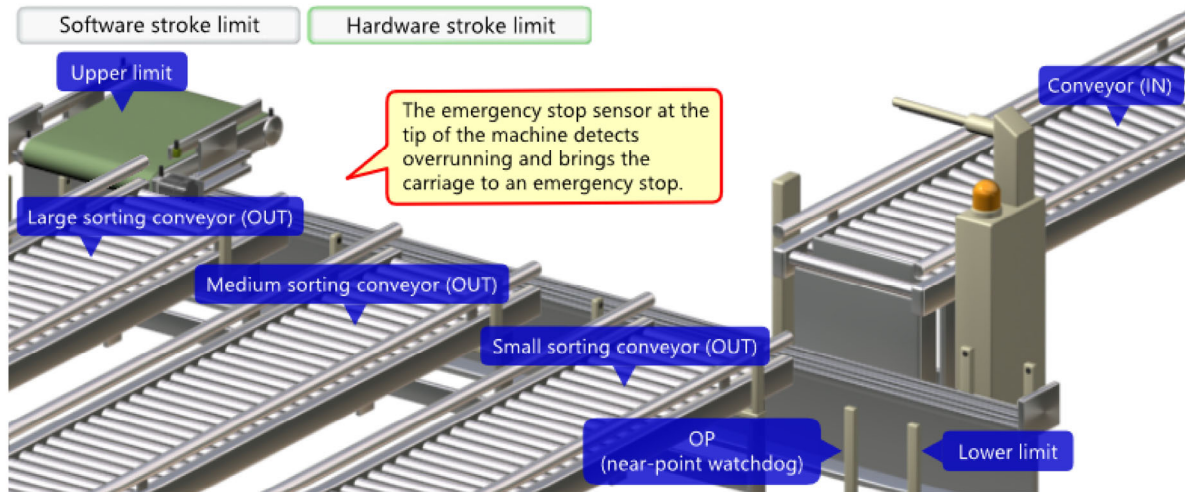 Software stroke limit
Hardware stroke limit
Upper limit
Conveyor (IN)
The emergency stop sensor at the
tip of the machine detects
overrunning and brings the
carriage to an emergency stop.
Large sorting conveyor (OUT)
Medium sorting conveyor (OUT)
Small sorting conveyor (OUT)
OP
(near-point watchdog)
Lower limit